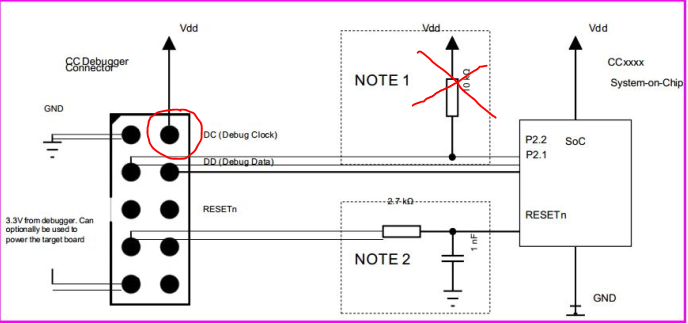 Vdd
Vdd
Vdd
CC Debugger
Connector
CCxxxx
System-on-Chip
NOTE 1
10 kΩ
GND
DC (Debug Clock)
P2.2
SoC
P2.1
DD (Debug Data)
2.7 kΩ
RESETn
RESETn
3.3V from debugger. Can
optionally be used to
power the target board
1 nF
NOTE 2
GND